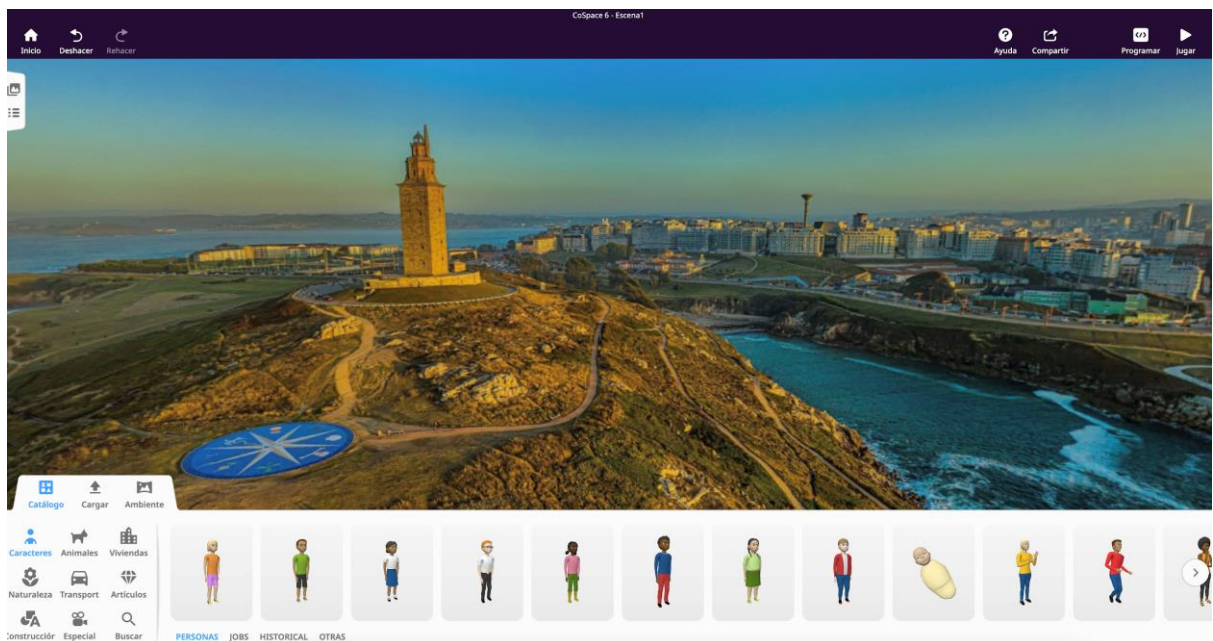 CoSpace 6 - Escena1
Inicio Deshacer Rehacer
Ayuda Compartir Programar Jugar
Catálogo Cargar Ambiente
Caracteres Animales Viviendas
Naturaleza Transport Artículos
Construcción Especial Buscar
PERSONAS JOBS HISTORICAL OTRAS